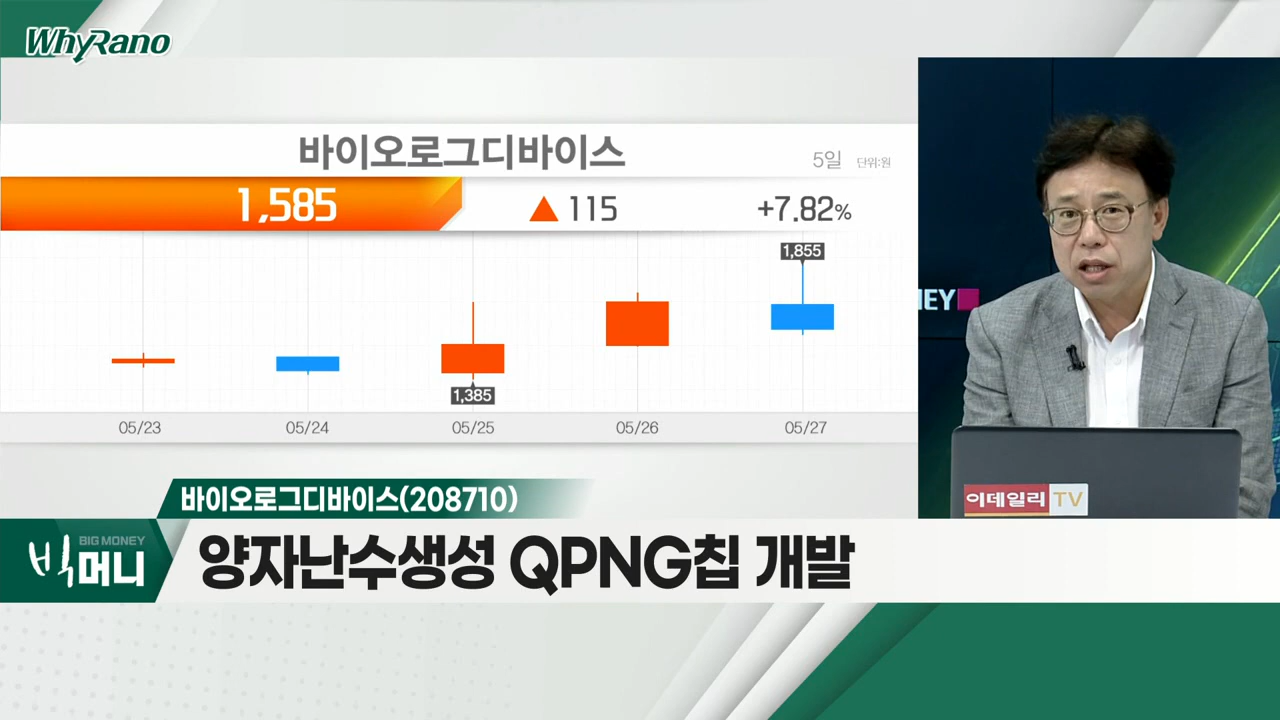 WhyRano
바이오로그디바이스
5일 단위:원
1,585 ▲ 115 +7.82%
1,855
1,385
05/23 05/24 05/25 05/26 05/27
NEY
이데일리 TV
바이오로그디바이스(208710)
BIG MONEY
빅머니
양자난수생성 QPNG칩 개발